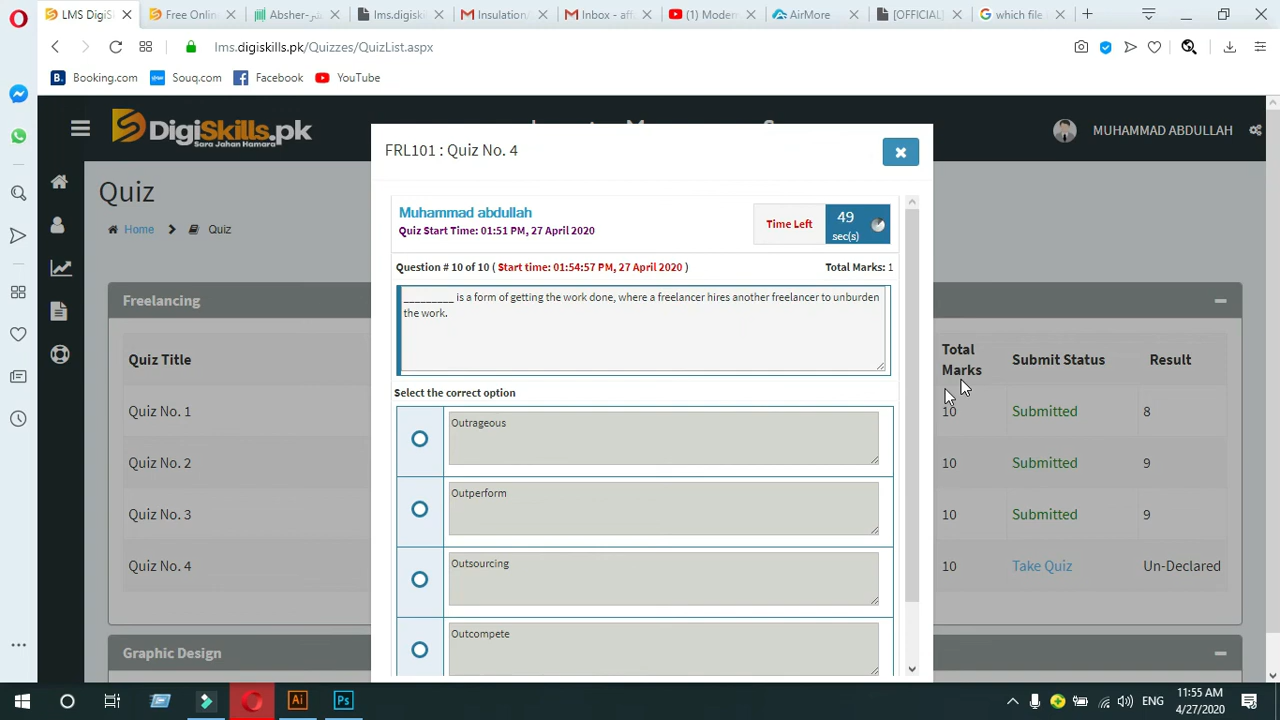 LMS DigiS
Free Onlin
Absher-أبشر
lms.digiski
Insulation/
Inbox - aff
(1) Modern
AirMore
[OFFICIAL]
which file
lms.digiskills.pk/Quizzes/QuizList.aspx
B. Booking.com
Souq.com
Facebook
YouTube
DigiSkills.pk
Sara Jahan Hamara
MUHAMMAD ABDULLAH
FRL101 : Quiz No. 4
Quiz
Home
Quiz
Muhammad abdullah
Quiz Start Time: 01:51 PM, 27 April 2020
Time Left
49
sec(s)
Question # 10 of 10 ( Start time: 01:54:57 PM, 27 April 2020 )
Total Marks: 1
_________ is a form of getting the work done, where a freelancer hires another freelancer to unburden
the work.
Select the correct option
Outrageous
Outperform
Outsourcing
Outcompete
Freelancing
Quiz Title
Total
Marks
Submit Status
Result
Quiz No. 1
10
Submitted
8
Quiz No. 2
10
Submitted
9
Quiz No. 3
10
Submitted
9
Quiz No. 4
10
Take Quiz
Un-Declared
Graphic Design
Ai
Ps
ENG
11:55 AM
4/27/2020